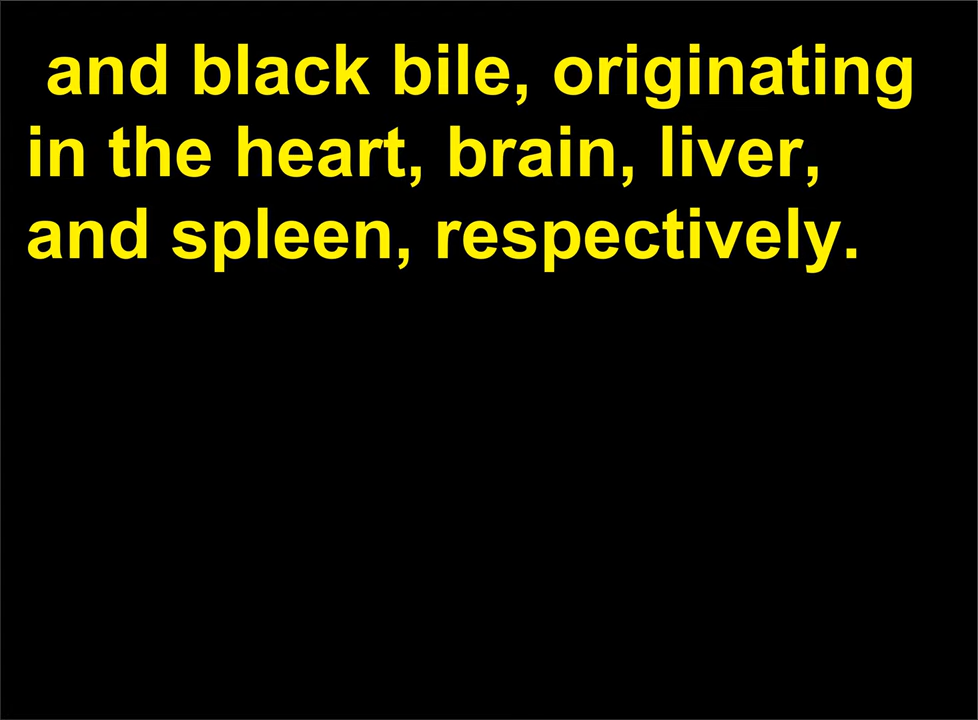 and black bile, originating
in the heart, brain, liver,
and spleen, respectively.